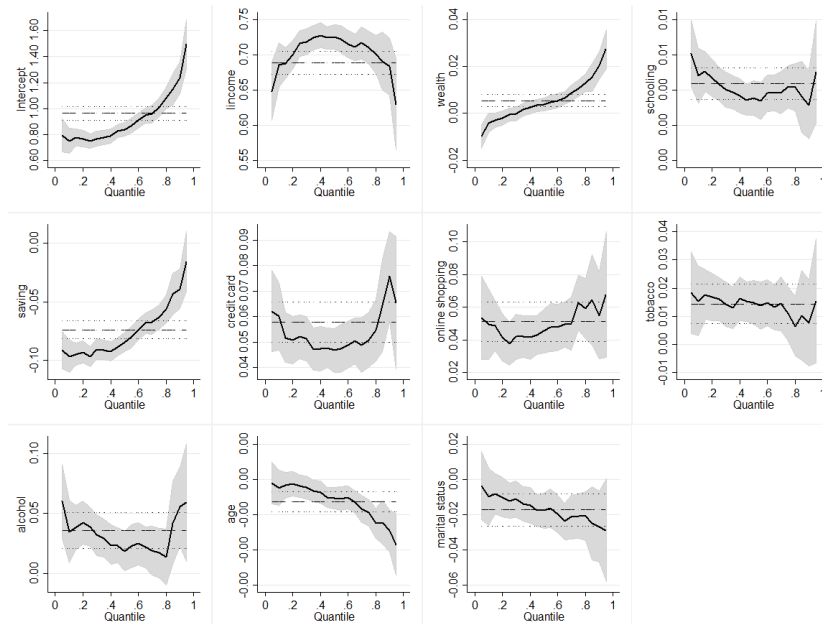 Intercept
1.60
1.40
1.20
1.00
0.80
0.60
0 .2 .4 .6 .8 1
Quantile
lincome
0.75
0.70
0.65
0.60
0.55
0 .2 .4 .6 .8 1
Quantile
wealth
0.04
0.02
0.00
-0.02
0 .2 .4 .6 .8 1
Quantile
schooling
0.01
0.01
0.00
0.00
0.00
0 .2 .4 .6 .8 1
Quantile
saving
0.00
-0.05
-0.10
0 .2 .4 .6 .8 1
Quantile
credit card
0.09
0.08
0.07
0.06
0.05
0.04
0 .2 .4 .6 .8 1
Quantile
online shopping
0.10
0.08
0.06
0.04
0.02
0 .2 .4 .6 .8 1
Quantile
tobacco
0.04
0.03
0.02
0.01
0.00
-0.01
0 .2 .4 .6 .8 1
Quantile
alcohol
0.10
0.05
0.00
0 .2 .4 .6 .8 1
Quantile
age
0.00
0.00
-0.00
-0.00
-0.00
0 .2 .4 .6 .8 1
Quantile
marital status
0.02
0.00
-0.02
-0.04
-0.06
0 .2 .4 .6 .8 1
Quantile